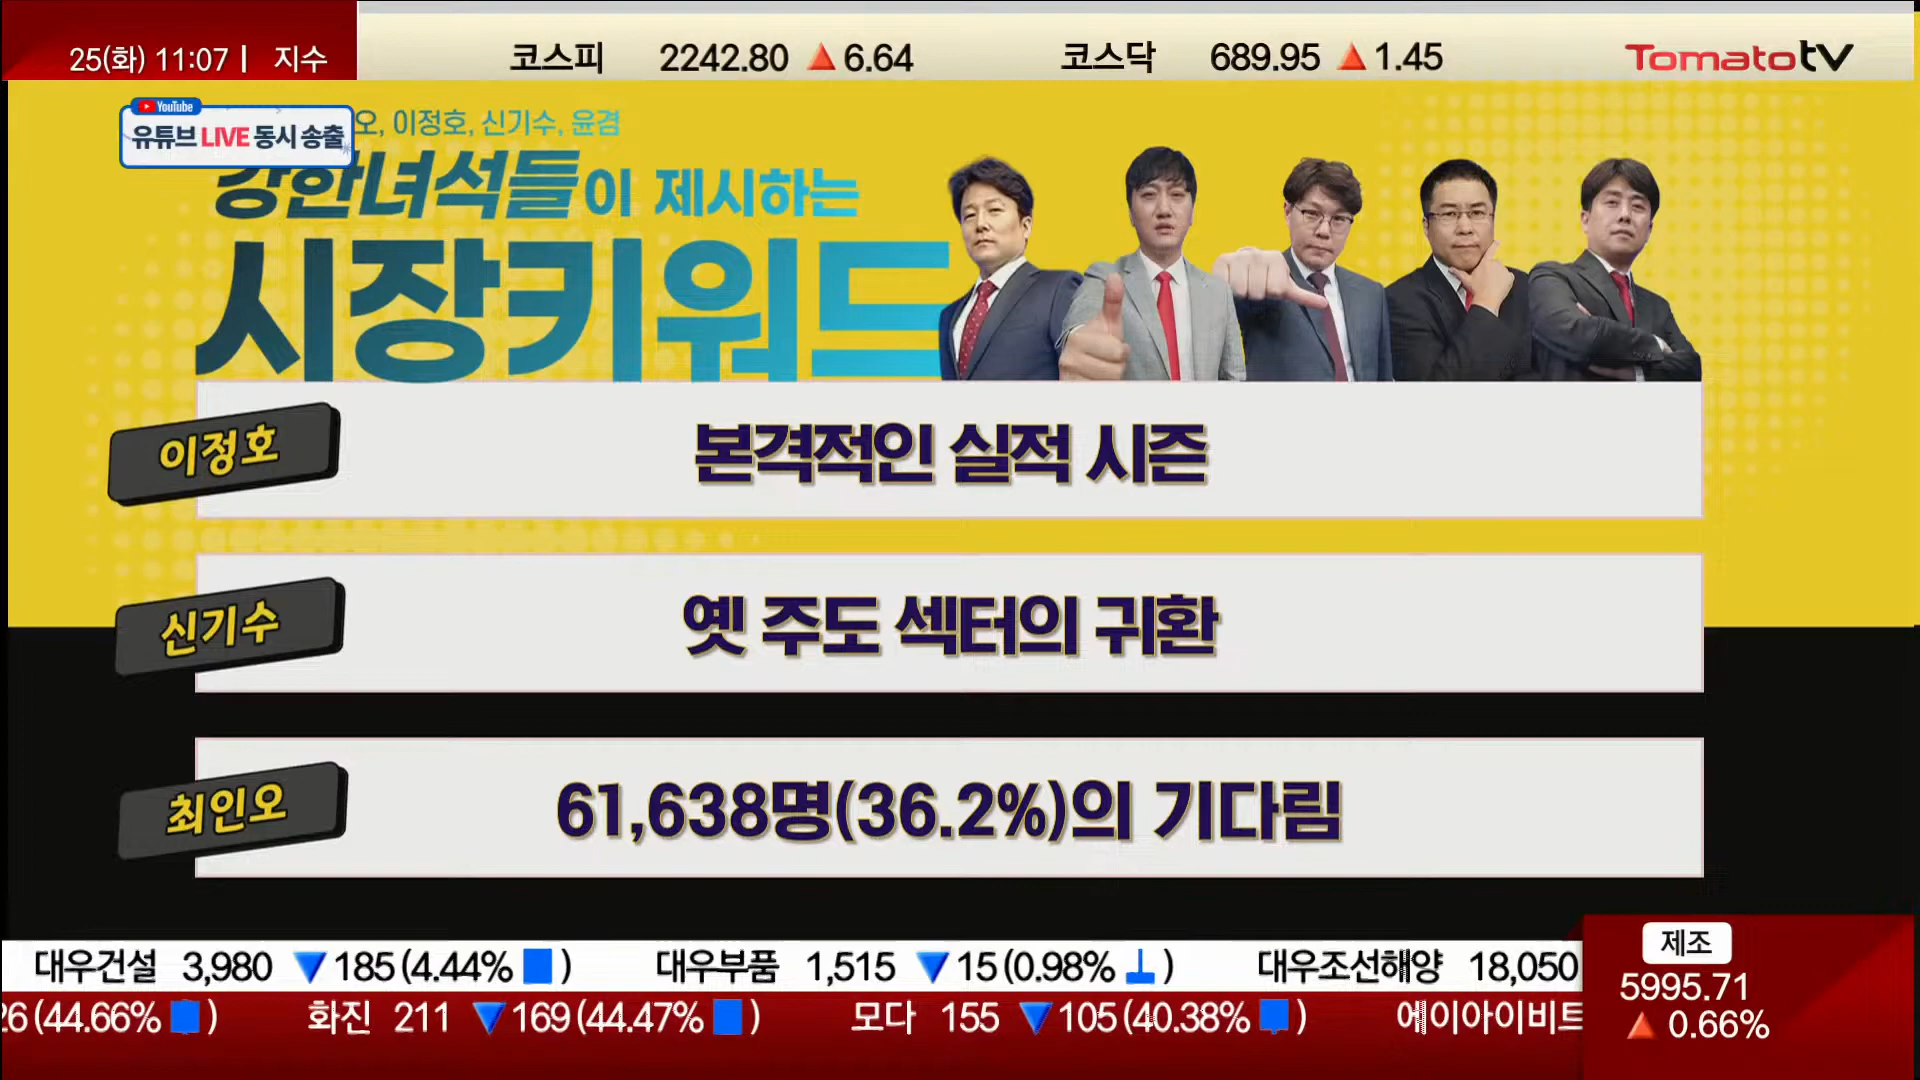 25(화) 11:07 | 지수 코스피 2242.80 ▲6.64 코스닥 689.95 ▲1.45 Tomatotv
YouTube
유튜브 LIVE 동시 송출
오, 이정호, 신기수, 윤겸
강한녀석들이 제시하는
시장키워드
이정호 본격적인 실적 시즌
신기수 옛 주도 섹터의 귀환
최인오 61,638명(36.2%)의 기다림
대우건설 3,980 ▼185(4.44%) 대우부품 1,515 ▼15(0.98%) 대우조선해양 18,050
26(44.66%) 화진 211 ▼169(44.47%) 모다 155 ▼105(40.38%) 에이아이비트
제조
5995.71
▲ 0.66%